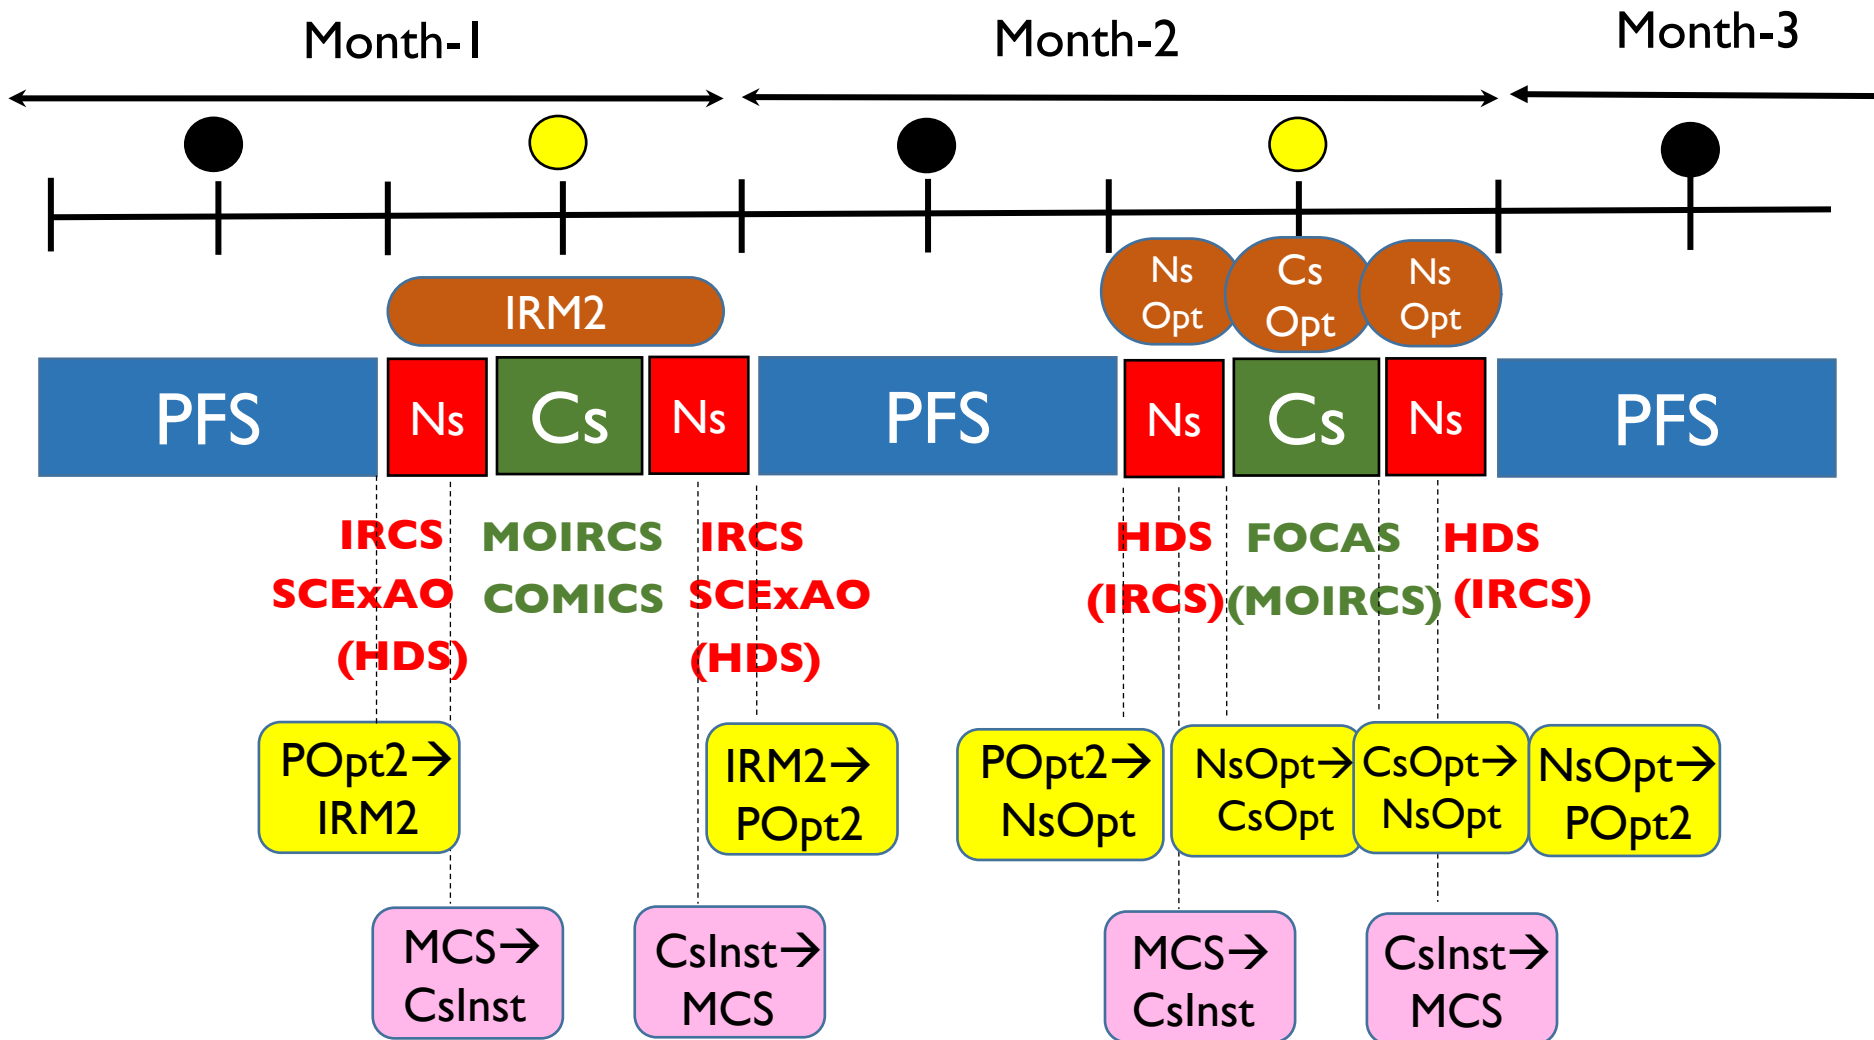 Month-1
Month-2
Month-3
IRM2
Ns
Opt
Cs
Opt
Ns
Opt
PFS
Ns
Cs
Ns
PFS
Ns
Cs
Ns
PFS
IRCS
SCExAO
(HDS)
MOIRCS
COMICS
IRCS
SCExAO
(HDS)
HDS
(IRCS)
FOCAS
(MOIRCS)
HDS
(IRCS)
POpt2→
IRM2
IRM2→
POpt2
POpt2→
NsOpt
NsOpt→
CsOpt
CsOpt→
NsOpt
NsOpt→
POpt2
MCS→
CsInst
CsInst→
MCS
MCS→
CsInst
CsInst→
MCS